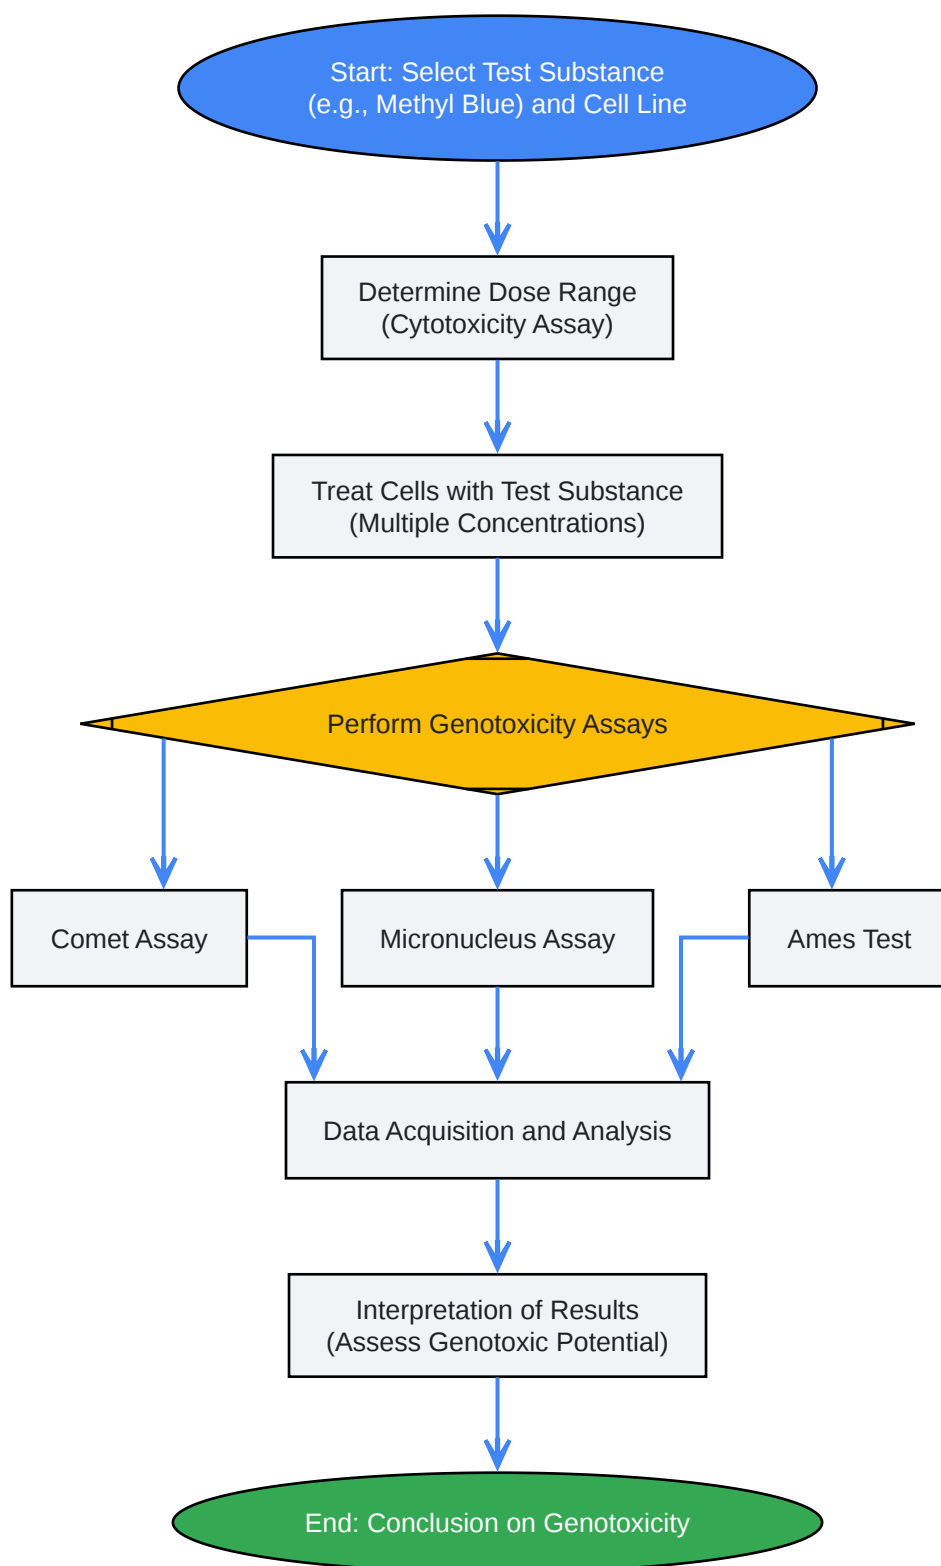 Start: Select Test Substance
(e.g., Methyl Blue) and Cell Line
Determine Dose Range
(Cytotoxicity Assay)
Treat Cells with Test Substance
(Multiple Concentrations)
Perform Genotoxicity Assays
Comet Assay
Micronucleus Assay
Ames Test
Data Acquisition and Analysis
Interpretation of Results
(Assess Genotoxic Potential)
End: Conclusion on Genotoxicity